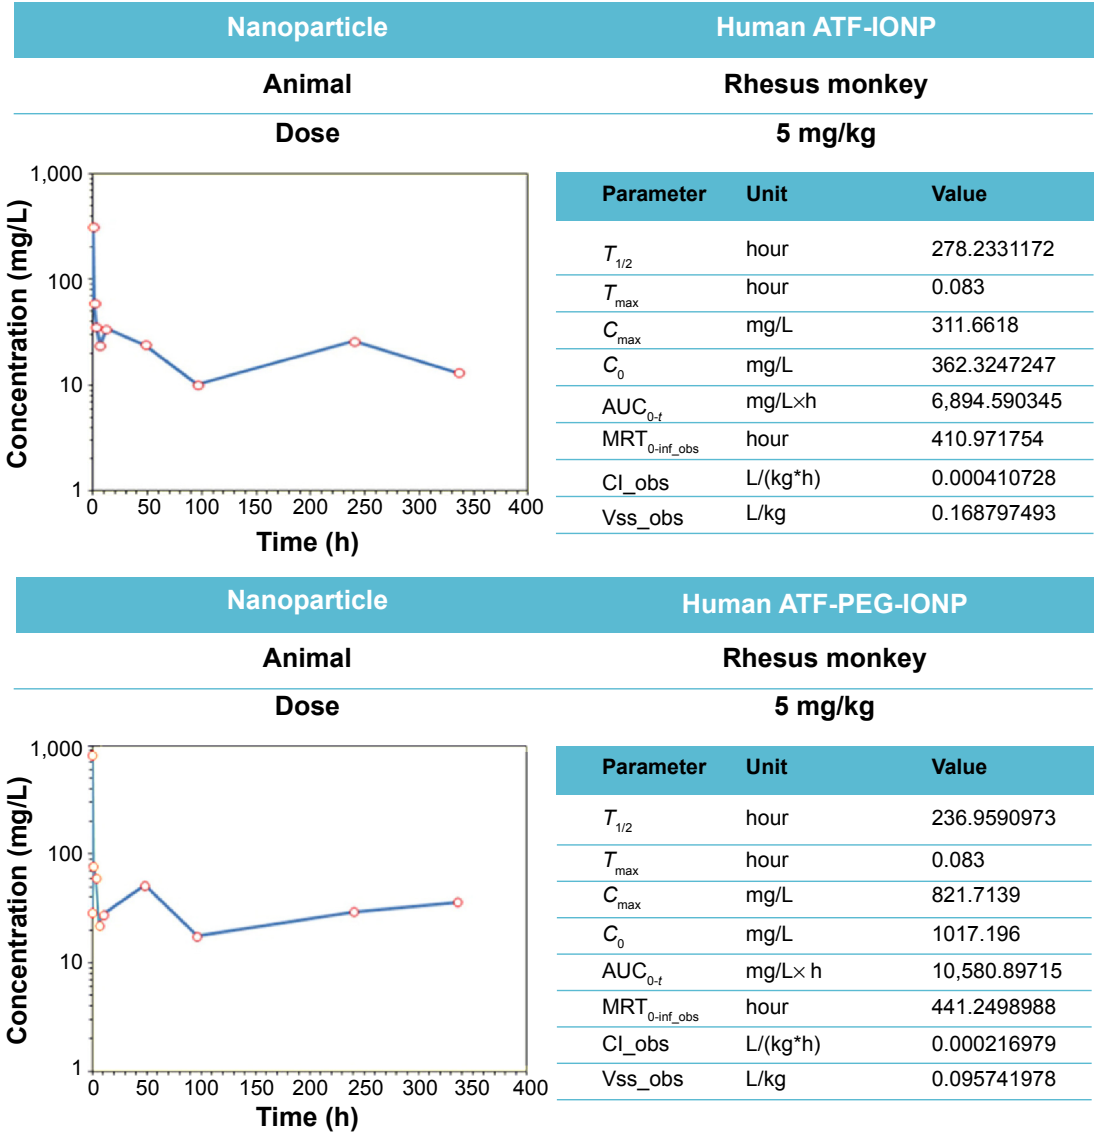 Nanoparticle Human ATF-IONP
Animal Rhesus monkey
Dose 5 mg/kg
Concentration (mg/L)
1,000
100
10
1
0 50 100 150 200 250 300 350 400
Time (h)
Parameter Unit Value
T1/2 hour 278.2331172
Tmax hour 0.083
Cmax mg/L 311.6618
C0 mg/L 362.3247247
AUC0-t mg/L×h 6,894.590345
MRT0-inf_obs hour 410.971754
CI_obs L/(kg*h) 0.000410728
Vss_obs L/kg 0.168797493
Nanoparticle Human ATF-PEG-IONP
Animal Rhesus monkey
Dose 5 mg/kg
Concentration (mg/L)
1,000
100
10
1
0 50 100 150 200 250 300 350 400
Time (h)
Parameter Unit Value
T1/2 hour 236.9590973
Tmax hour 0.083
Cmax mg/L 821.7139
C0 mg/L 1017.196
AUC0-t mg/L× h 10,580.89715
MRT0-inf_obs hour 441.2498988
CI_obs L/(kg*h) 0.000216979
Vss_obs L/kg 0.095741978